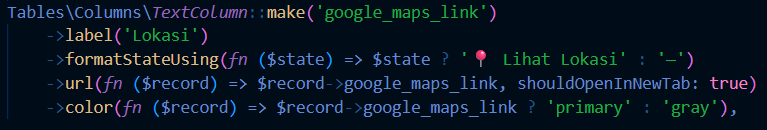 Tables\Columns\TextColumn::make('google_maps_link')
->label('Lokasi')
->formatStateUsing(fn ($state) => $state ? '📍 Lihat Lokasi' : '—')
->url(fn ($record) => $record->google_maps_link, shouldOpenInNewTab: true)
->color(fn ($record) => $record->google_maps_link ? 'primary' : 'gray'),